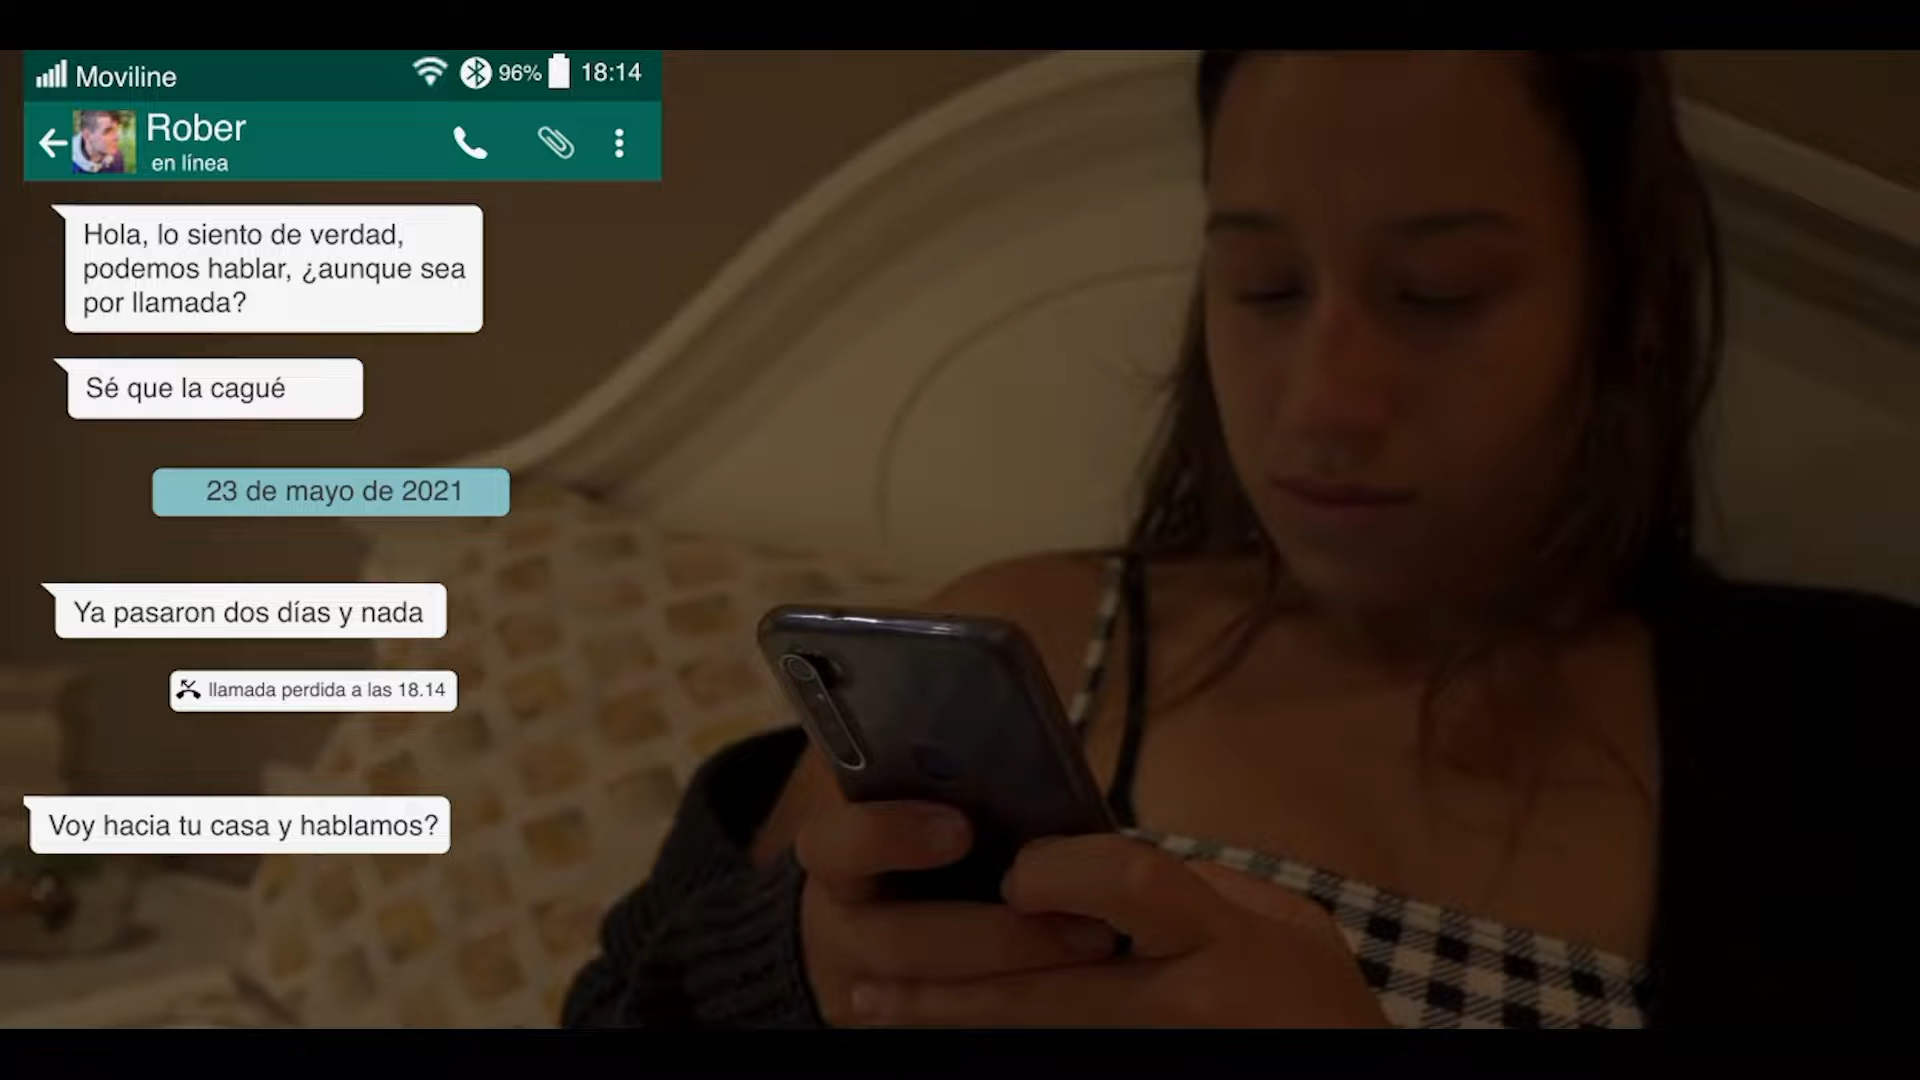 Moviline
96%
18:14
Rober
en línea
Hola, lo siento de verdad,
podemos hablar, ¿aunque sea
por llamada?
Sé que la cagué
23 de mayo de 2021
Ya pasaron dos días y nada
llamada perdida a las 18.14
Voy hacia tu casa y hablamos?